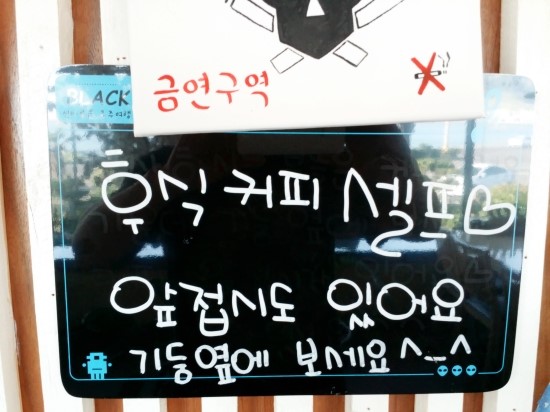 금연구역
BLACK
후식 커피 셀프
앞접시도 있어요
기둥옆에 보세요 ^_^